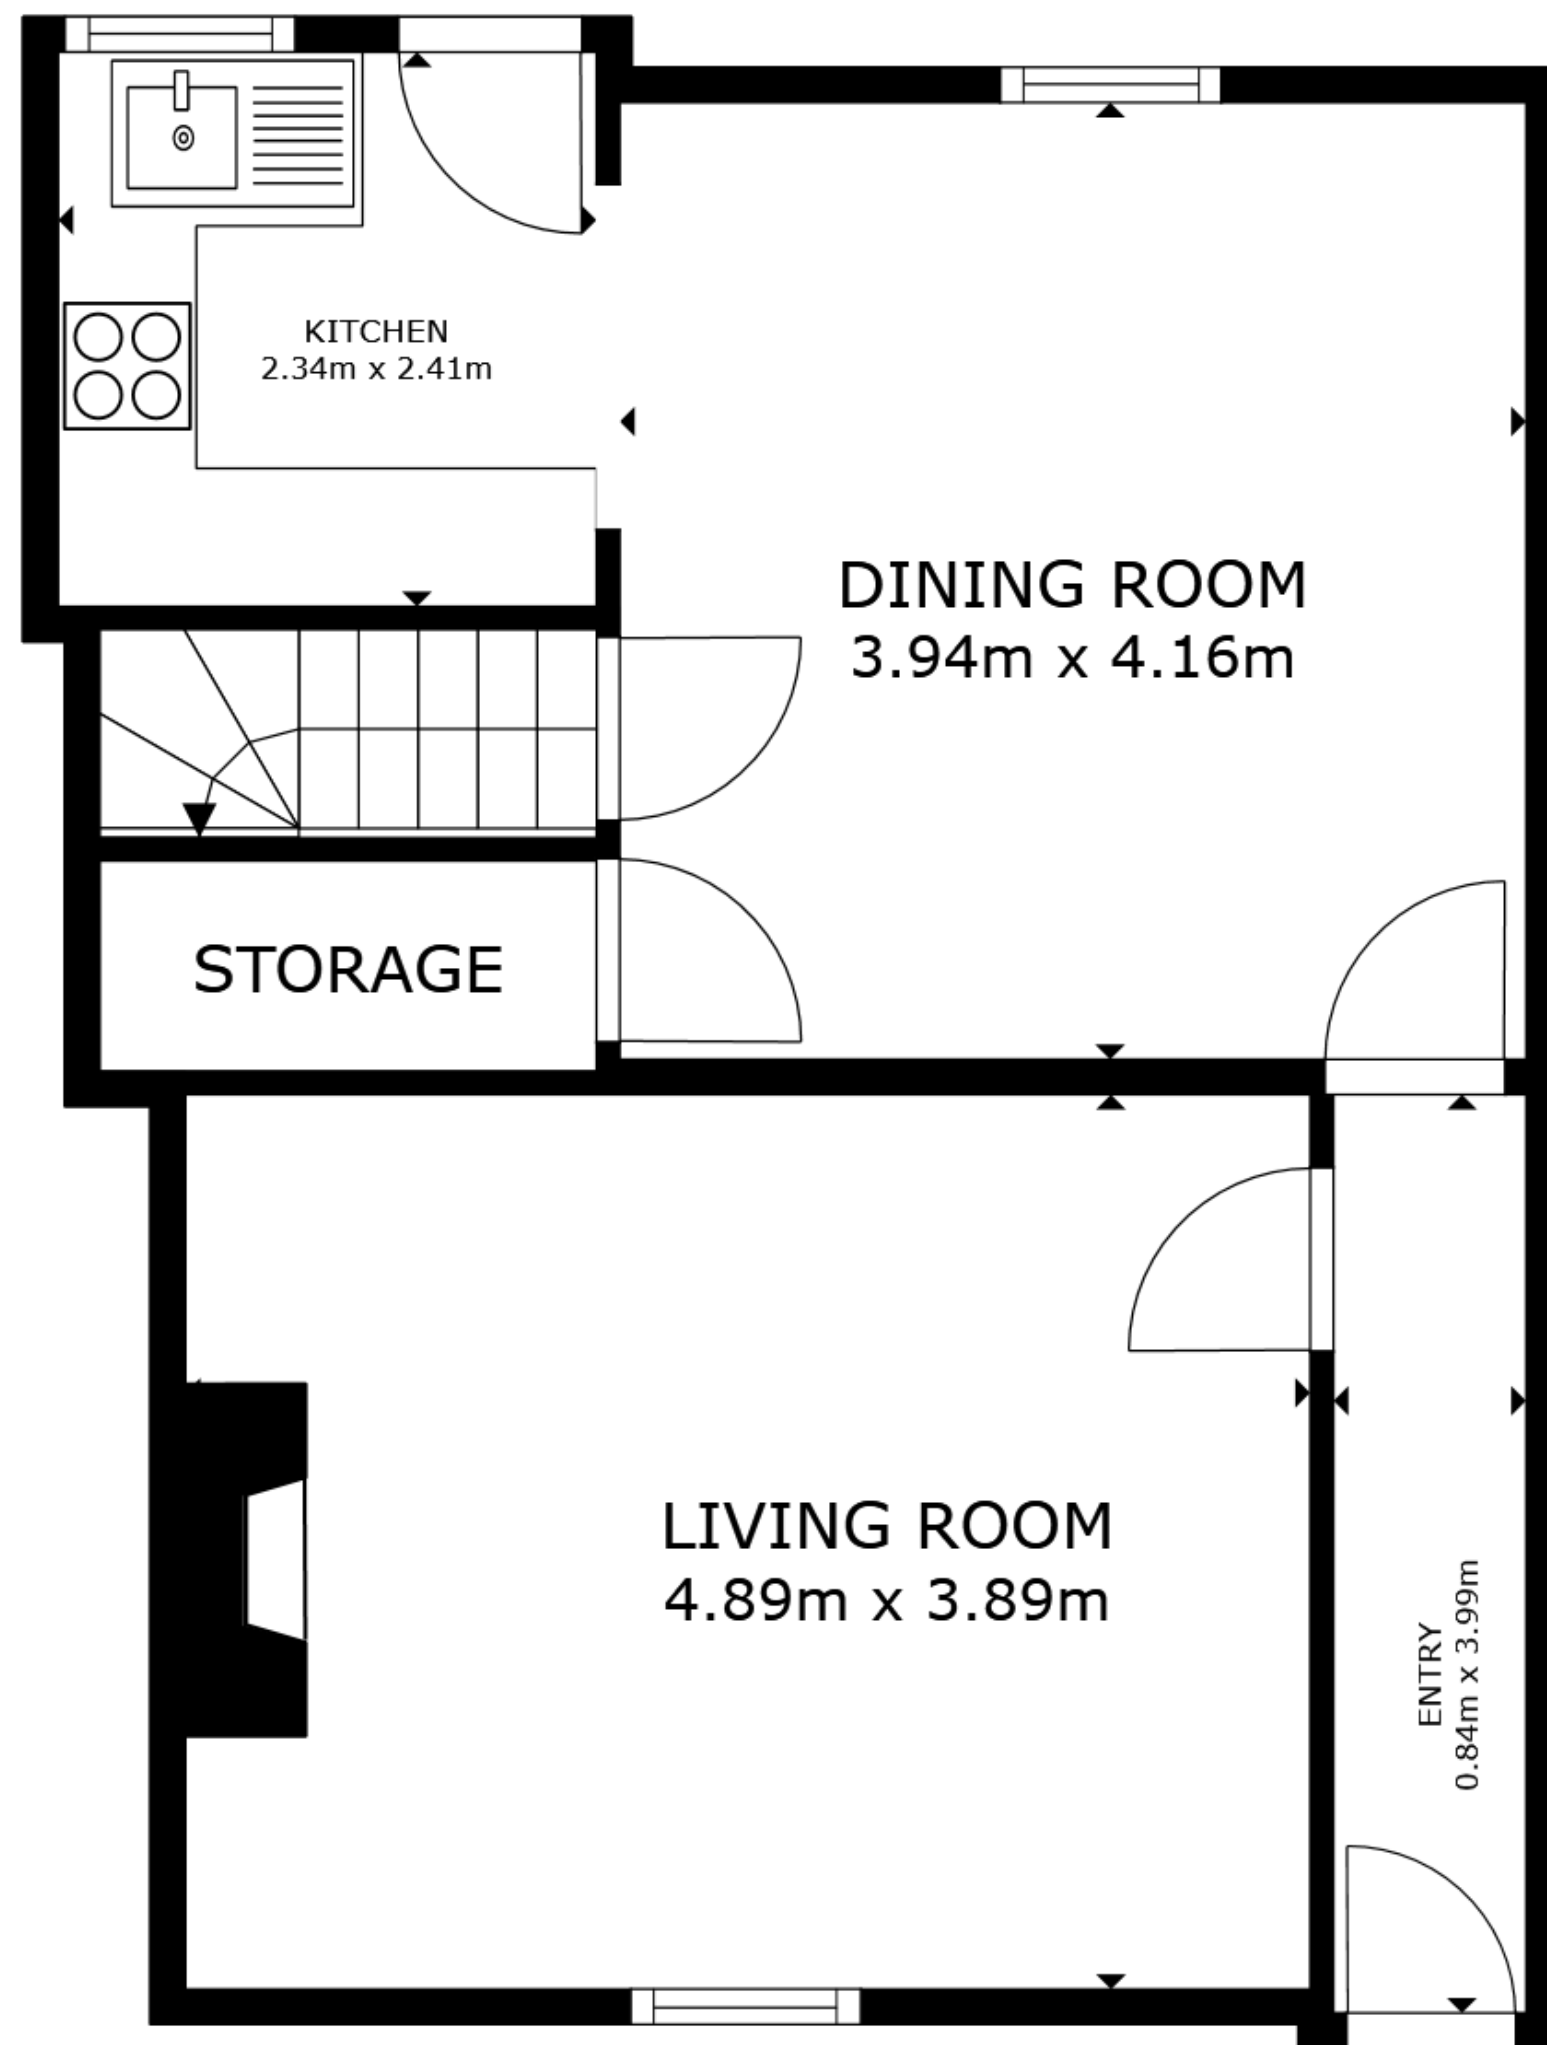 KITCHEN
2.34m x 2.41m
DINING ROOM
3.94m x 4.16m
STORAGE
LIVING ROOM
4.89m x 3.89m
ENTRY
0.84m x 3.99m